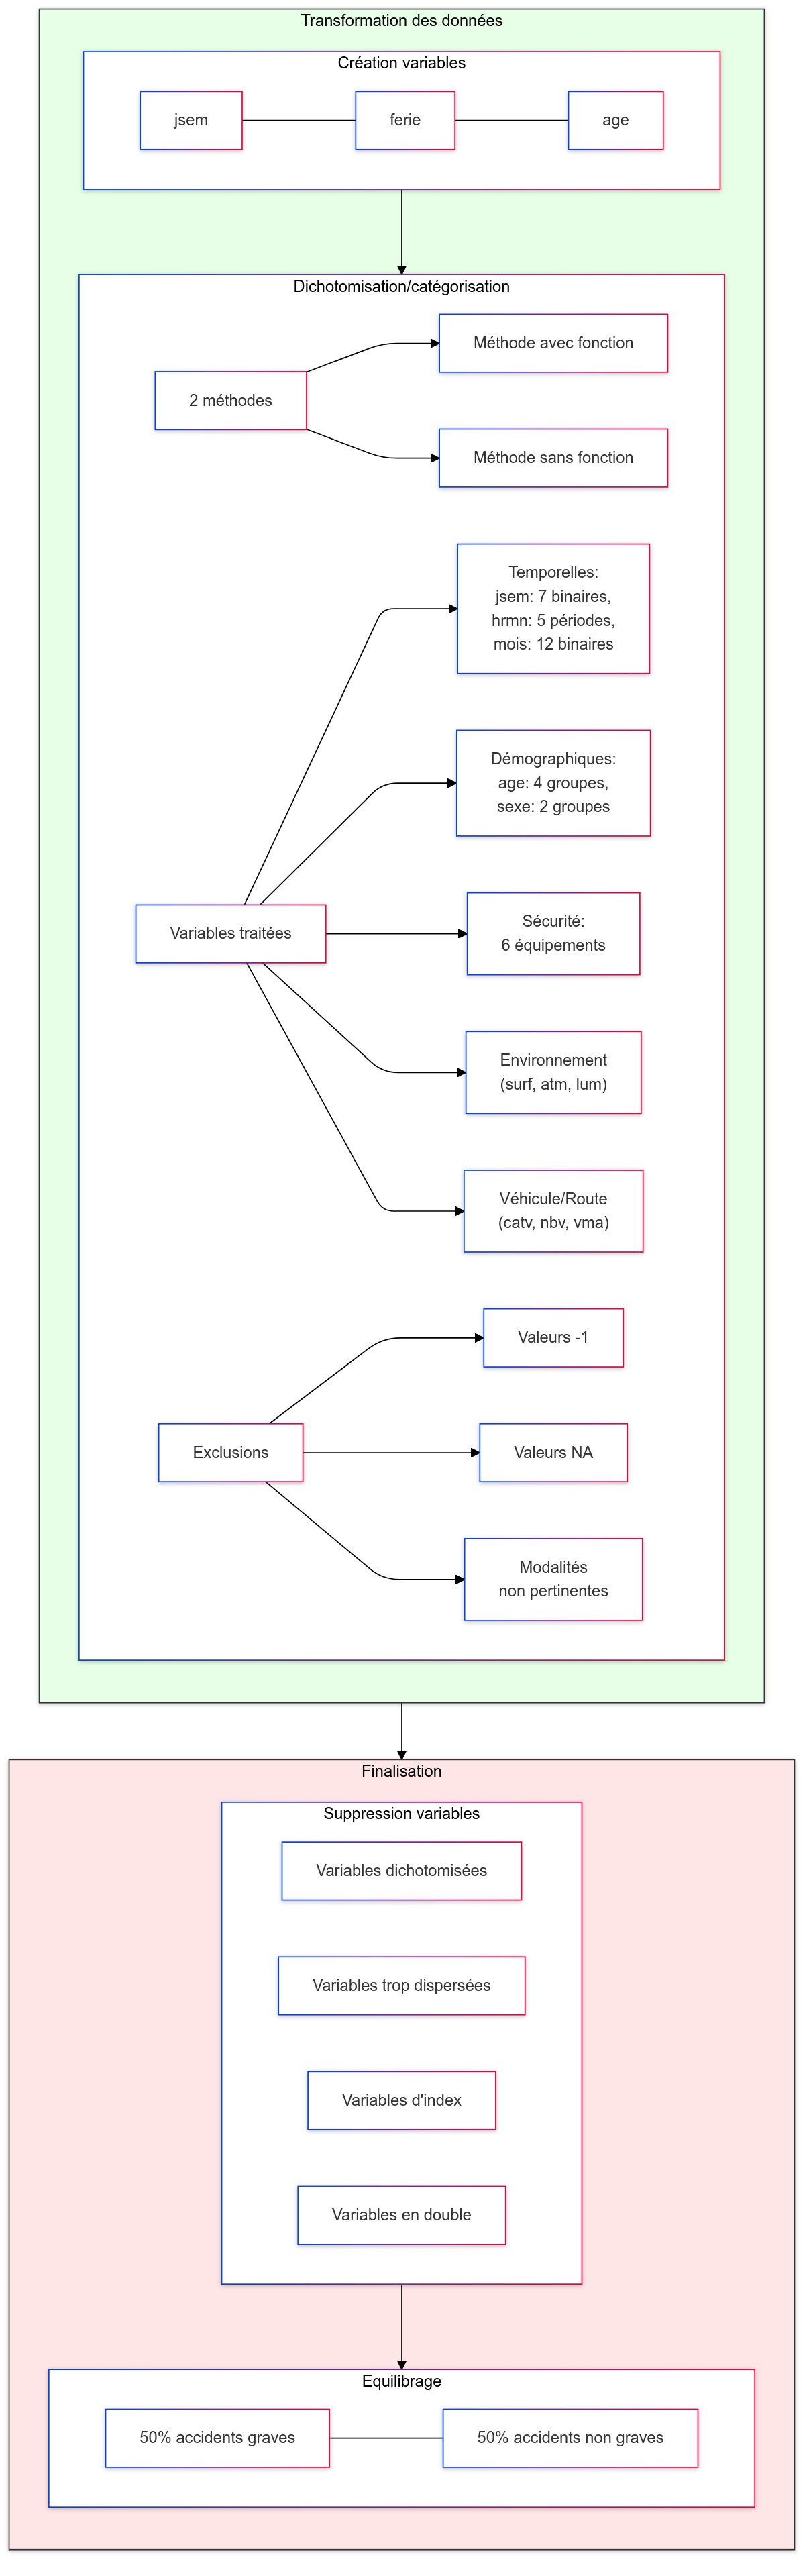 Transformation des données
Création variables
jsem
ferie
age
Dichotomisation/catégorisation
Méthode avec fonction
2 méthodes
Méthode sans fonction
Temporelles:
jsem: 7 binaires,
hrmn: 5 périodes,
mois: 12 binaires
Démographiques:
age: 4 groupes,
sexe: 2 groupes
Variables traitées
Sécurité:
6 équipements
Environnement
(surf, atm, lum)
Véhicule/Route
(catv, nbv, vma)
Valeurs -1
Exclusions
Valeurs NA
Modalités
non pertinentes
Finalisation
Suppression variables
Variables dichotomisées
Variables trop dispersées
Variables d'index
Variables en double
Equilibrage
50% accidents graves
50% accidents non graves